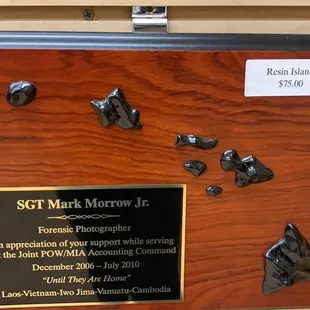 Resin Island
$75.00
SGT Mark Morrow Jr.
Forensic Photographer
n appreciation of your support while serving
the Joint POW/MIA Accounting Command
December 2006 – July 2010
"Until They Are Home"
Laos-Vietnam-Iwo Jima-Vanuatu-Cambodia